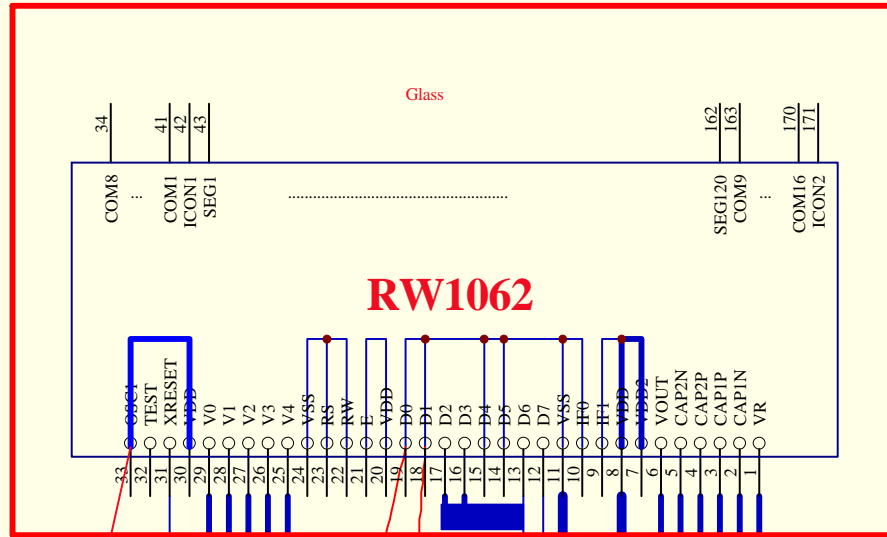 Glass
34
41
42
43
162
163
170
171
COM8
...
COM1
ICON1
SEG1
........................................................
SEG120
COM9
...
COM16
ICON2
RW1062
OSC1
TEST
XRESET
VDD
V0
V1
V2
V3
V4
VSS
RS
RW
E
VDD
D0
D1
D2
D3
D4
D5
D6
D7
VSS
IF0
IF1
VDD
VDD2
VOUT
CAP2N
CAP2P
CAP1P
CAP1N
VR
33
32
31
30
29
28
27
26
25
24
23
22
21
20
19
18
17
16
15
14
13
12
11
10
9
8
7
6
5
4
3
2
1